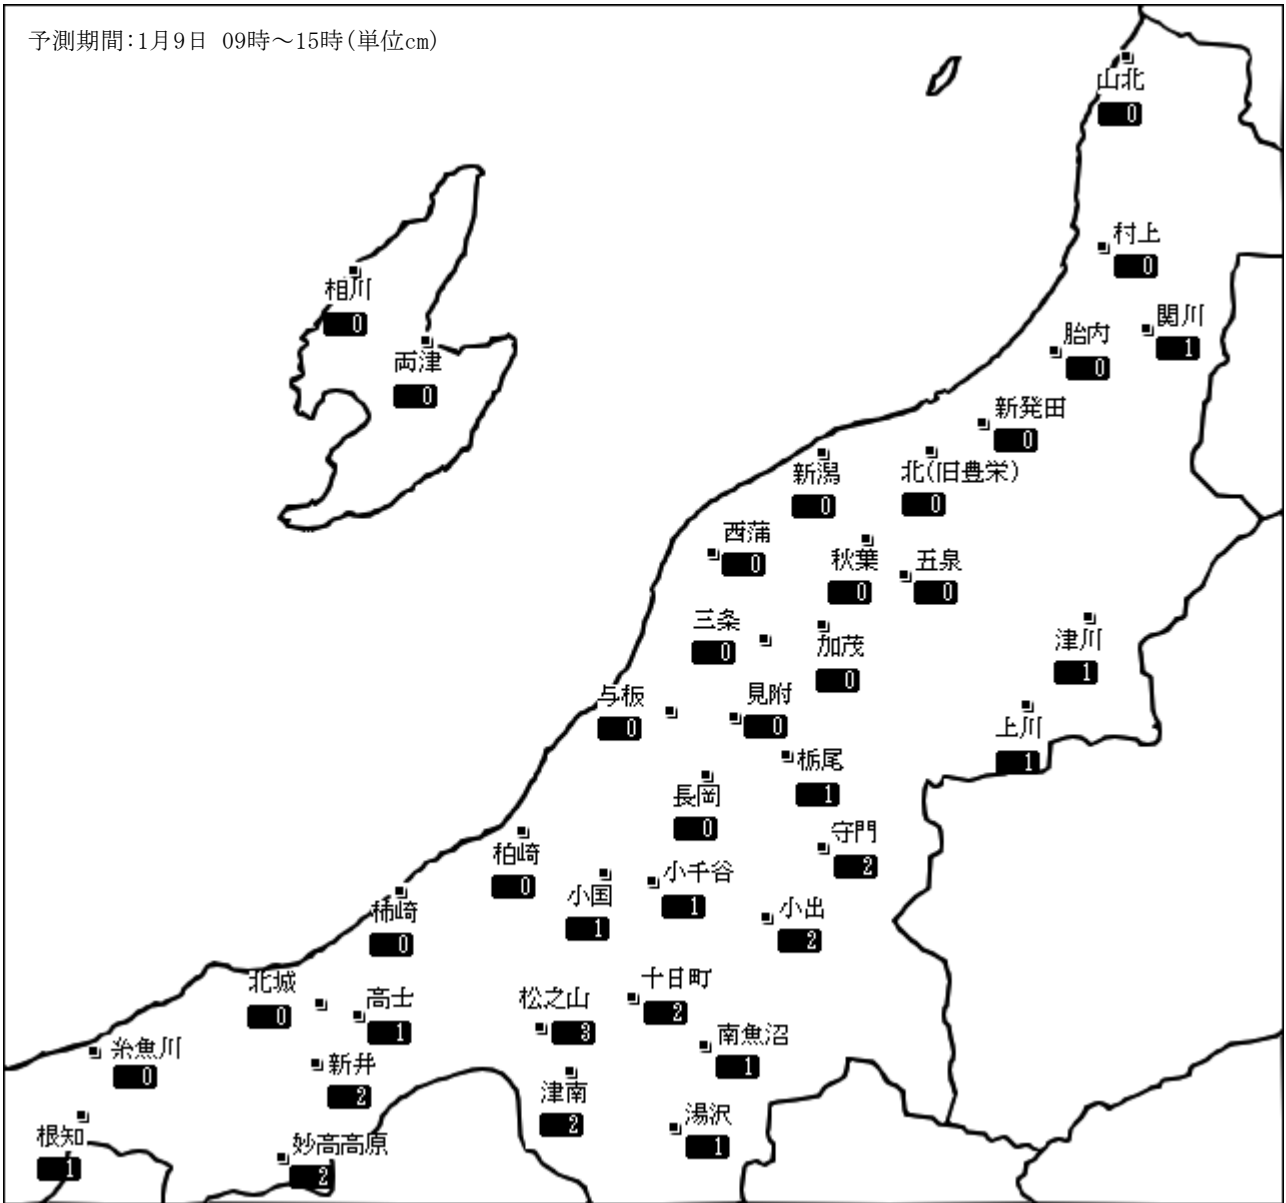 予測期間:1月9日 09時～15時(単位cm)
山北
0
村上
0
相川
0
関川
1
胎内
0
両津
0
新発田
0
新潟
0
北(旧豊栄)
0
西蒲
0
秋葉
0
五泉
0
三条
0
加茂
0
津川
1
与板
0
見附
0
上川
1
栃尾
1
長岡
0
守門
2
柏崎
0
小千谷
1
小国
1
小出
2
柿崎
0
北城
0
高士
1
松之山
3
十日町
2
南魚沼
1
糸魚川
0
新井
2
津南
2
湯沢
1
根知
1
妙高高原
2